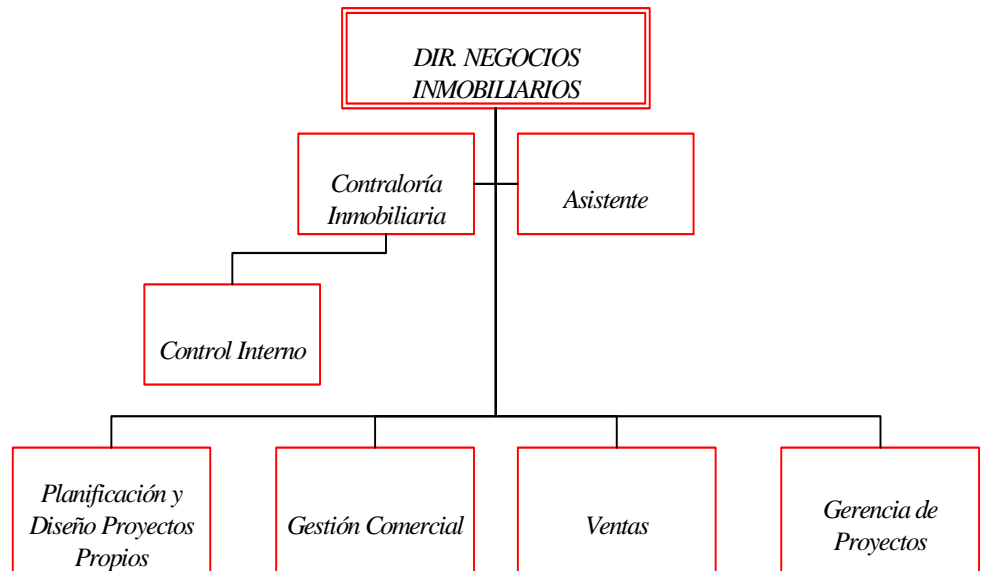 DIR. NEGOCIOS
INMOBILIARIOS
Contraloría
Inmobiliaria
Asistente
Control Interno
Planificación y
Diseño Proyectos
Propios
Gestión Comercial
Ventas
Gerencia de
Proyectos